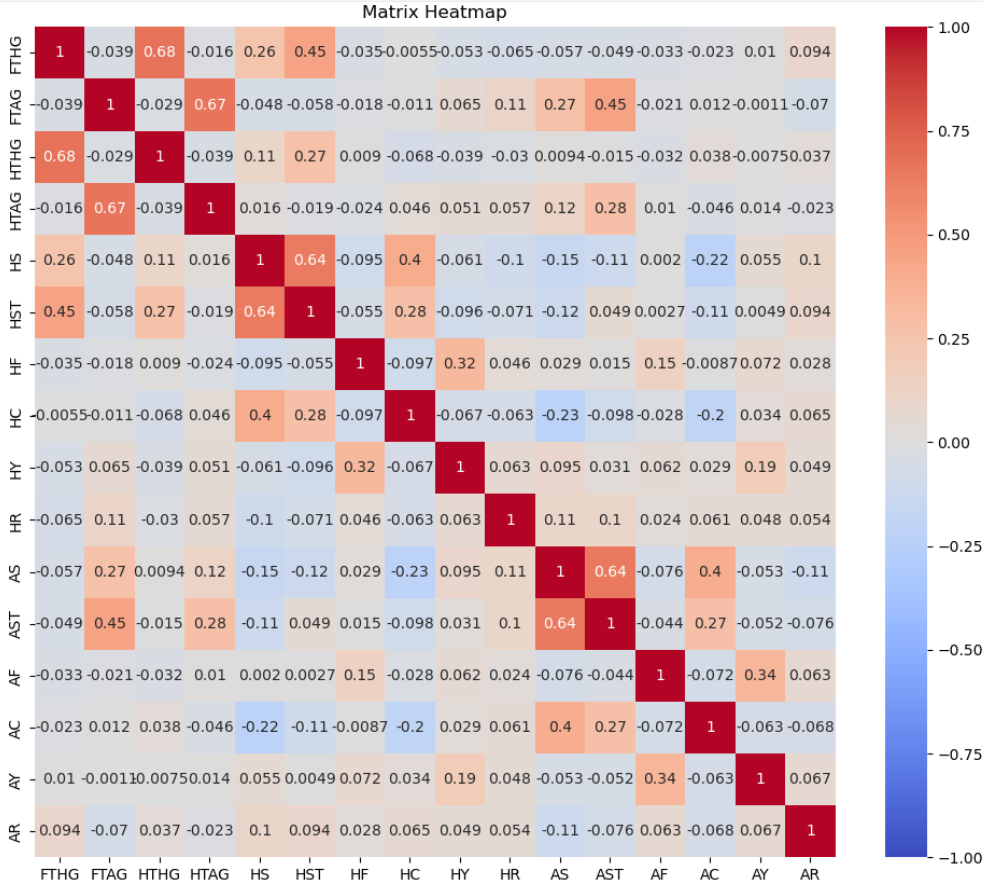 Matrix Heatmap
FTHG 1 -0.039 0.68 -0.016 0.26 0.45 -0.035 -0.0055 -0.053 -0.065 -0.057 -0.049 -0.033 -0.023 0.01 0.094
FTAG -0.039 1 -0.029 0.67 -0.048 -0.058 -0.018 -0.011 0.065 0.11 0.27 0.45 -0.021 0.012 -0.0011 -0.07
HTHG 0.68 -0.029 1 -0.039 0.11 0.27 0.009 -0.068 -0.039 -0.03 0.0094 -0.015 -0.032 0.038 -0.0075 0.037
HTAG -0.016 0.67 -0.039 1 0.016 -0.019 -0.024 0.046 0.051 0.057 0.12 0.28 0.01 -0.046 0.014 -0.023
HS 0.26 -0.048 0.11 0.016 1 0.64 -0.095 0.4 -0.061 -0.1 -0.15 -0.11 0.002 -0.22 0.055 0.1
HST 0.45 -0.058 0.27 -0.019 0.64 1 -0.055 0.28 -0.096 -0.071 -0.12 0.049 0.0027 -0.11 0.0049 0.094
HF -0.035 -0.018 0.009 -0.024 -0.095 -0.055 1 -0.097 0.32 0.046 0.029 0.015 0.15 -0.0087 0.072 0.028
HC -0.0055 -0.011 -0.068 0.046 0.4 0.28 -0.097 1 -0.067 -0.063 -0.23 -0.098 -0.028 -0.2 0.034 0.065
HY -0.053 0.065 -0.039 0.051 -0.061 -0.096 0.32 -0.067 1 0.063 0.095 0.031 0.062 0.029 0.19 0.049
HR -0.065 0.11 -0.03 0.057 -0.1 -0.071 0.046 -0.063 0.063 1 0.11 0.1 0.024 0.061 0.048 0.054
AS -0.057 0.27 0.0094 0.12 -0.15 -0.12 0.029 -0.23 0.095 0.11 1 0.64 -0.076 0.4 -0.053 -0.11
AST -0.049 0.45 -0.015 0.28 -0.11 0.049 0.015 -0.098 0.031 0.1 0.64 1 -0.044 0.27 -0.052 -0.076
AF -0.033 -0.021 -0.032 0.01 0.002 0.0027 0.15 -0.028 0.062 0.024 -0.076 -0.044 1 -0.072 0.34 0.063
AC -0.023 0.012 0.038 -0.046 -0.22 -0.11 -0.0087 -0.2 0.029 0.061 0.4 0.27 -0.072 1 -0.063 -0.068
AY 0.01 -0.0011 -0.0075 0.014 0.055 0.0049 0.072 0.034 0.19 0.048 -0.053 -0.052 0.34 -0.063 1 0.067
AR 0.094 -0.07 0.037 -0.023 0.1 0.094 0.028 0.065 0.049 0.054 -0.11 -0.076 0.063 -0.068 0.067 1
FTHG FTAG HTHG HTAG HS HST HF HC HY HR AS AST AF AC AY AR
1.00
0.75
0.50
0.25
0.00
−0.25
−0.50
−0.75
−1.00